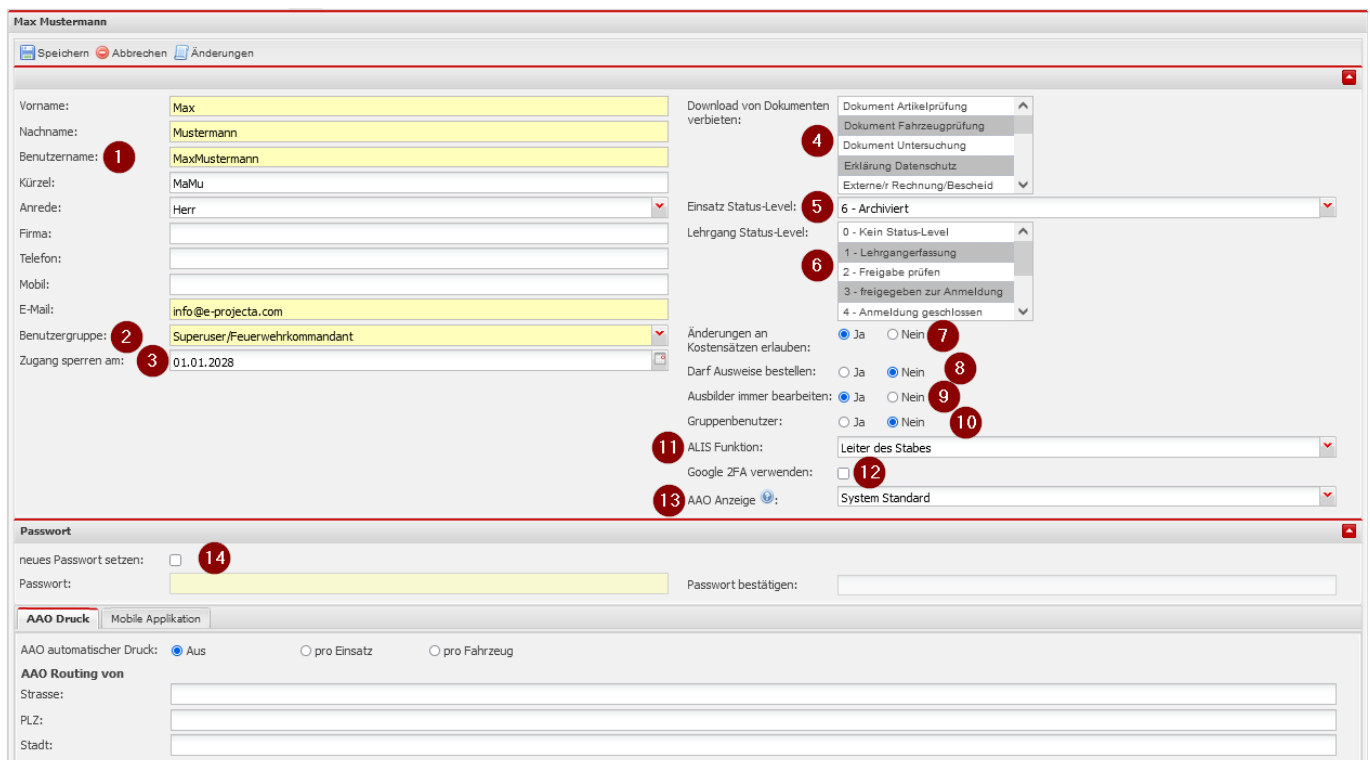 Max Mustermann
Speichern Abbrechen Änderungen
Vorname: Max
Nachname: Mustermann
Benutzername: 1 MaxMustermann
Kürzel: MaMu
Anrede: Herr
Firma:
Telefon:
Mobil:
E-Mail: info@e-projecta.com
Benutzergruppe: 2 Superuser/Feuerwehrkommandant
Zugang sperren am: 3 01.01.2028
Download von Dokumenten
verbieten:
4
Dokument Artikelprüfung
Dokument Fahrzeugprüfung
Dokument Untersuchung
Erklärung Datenschutz
Externe/r Rechnung/Bescheid
Einsatz Status-Level: 5 6 - Archiviert
Lehrgang Status-Level:
6
0 - Kein Status-Level
1 - Lehrgangerfassung
2 - Freigabe prüfen
3 - freigegeben zur Anmeldung
4 - Anmeldung geschlossen
Änderungen an
Kostensätzen erlauben:
Ja Nein 7
Darf Ausweise bestellen: Ja Nein 8
Ausbilder immer bearbeiten: Ja Nein 9
Gruppenbenutzer: Ja Nein 10
11 ALIS Funktion: Leiter des Stabes
Google 2FA verwenden: 12
13 AAO Anzeige : System Standard
Passwort
neues Passwort setzen: 14
Passwort: Passwort bestätigen:
AAO Druck Mobile Applikation
AAO automatischer Druck: Aus pro Einsatz pro Fahrzeug
AAO Routing von
Strasse:
PLZ:
Stadt: